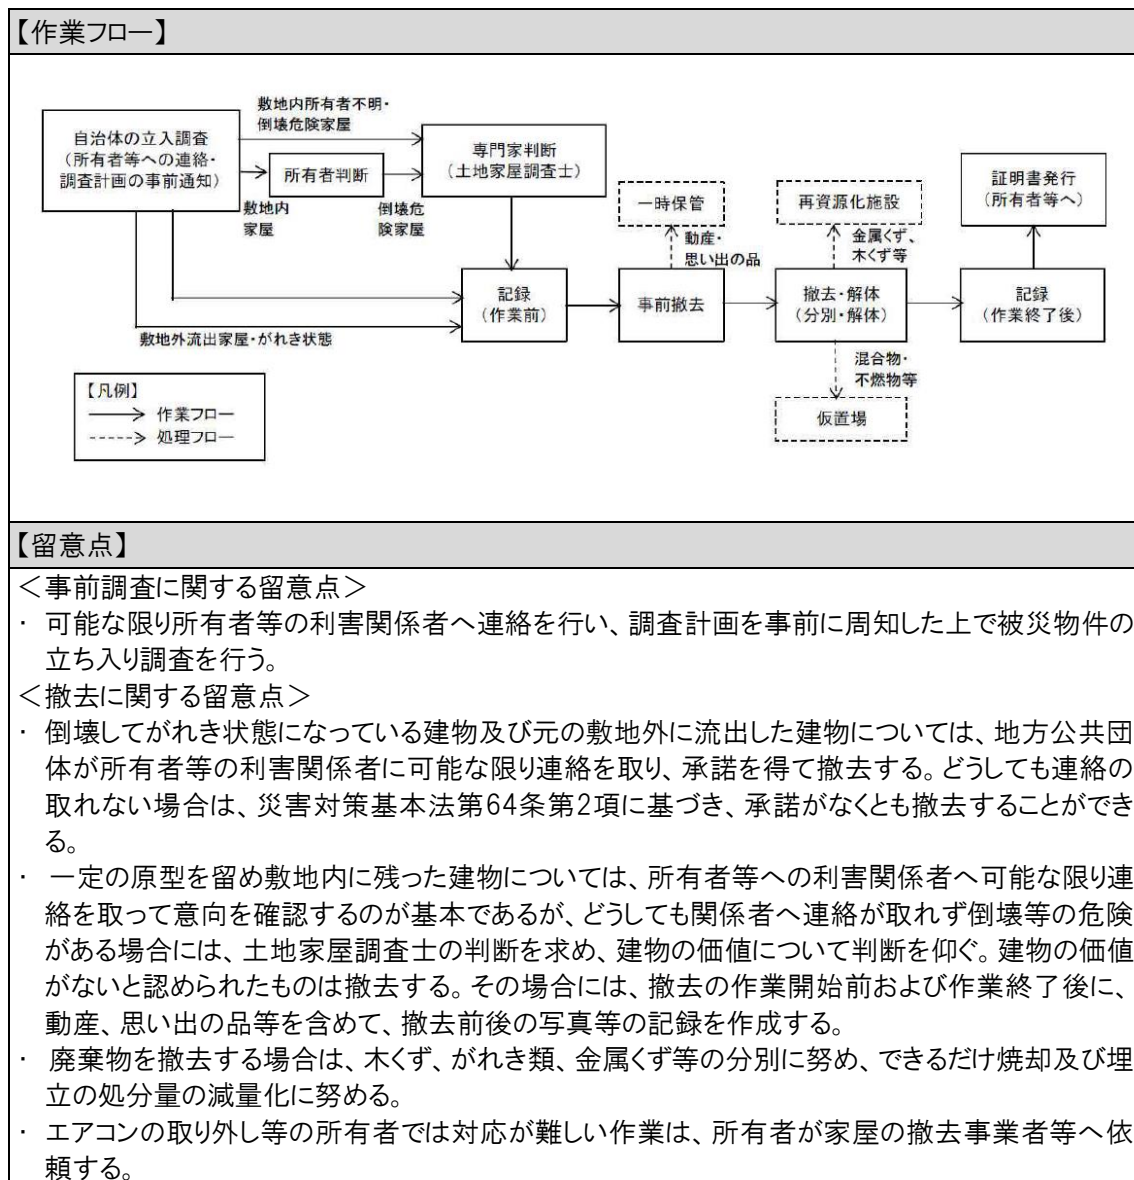 【作業フロー】
敷地内所有者不明・
倒壊危険家屋
自治体の立入調査
(所有者等への連絡・
調査計画の事前通知)
所有者判断
専門家判断
(土地家屋調査士)
敷地内
家屋
倒壊危
険家屋
一時保管
動産・
思い出の品
再資源化施設
金属くず、
木くず等
証明書発行
(所有者等へ)
記録
(作業前)
事前撤去
撤去・解体
(分別・解体)
記録
(作業終了後)
敷地外流出家屋・がれき状態
混合物・
不燃物等
仮置場
【凡例】
作業フロー
処理フロー
【留意点】
＜事前調査に関する留意点＞
・ 可能な限り所有者等の利害関係者へ連絡を行い、調査計画を事前に周知した上で被災物件の
立ち入り調査を行う。
＜撤去に関する留意点＞
・ 倒壊してがれき状態になっている建物及び元の敷地外に流出した建物については、地方公共団
体が所有者等の利害関係者に可能な限り連絡を取り、承諾を得て撤去する。どうしても連絡の
取れない場合は、災害対策基本法第64条第2項に基づき、承諾がなくとも撤去することができ
る。
・ 一定の原型を留め敷地内に残った建物については、所有者等への利害関係者へ可能な限り連
絡を取って意向を確認するのが基本であるが、どうしても関係者へ連絡が取れず倒壊等の危険
がある場合には、土地家屋調査士の判断を求め、建物の価値について判断を仰ぐ。建物の価値
がないと認められたものは撤去する。その場合には、撤去の作業開始前および作業終了後に、
動産、思い出の品等を含めて、撤去前後の写真等の記録を作成する。
・ 廃棄物を撤去する場合は、木くず、がれき類、金属くず等の分別に努め、できるだけ焼却及び埋
立の処分量の減量化に努める。
・ エアコンの取り外し等の所有者では対応が難しい作業は、所有者が家屋の撤去事業者等へ依
頼する。